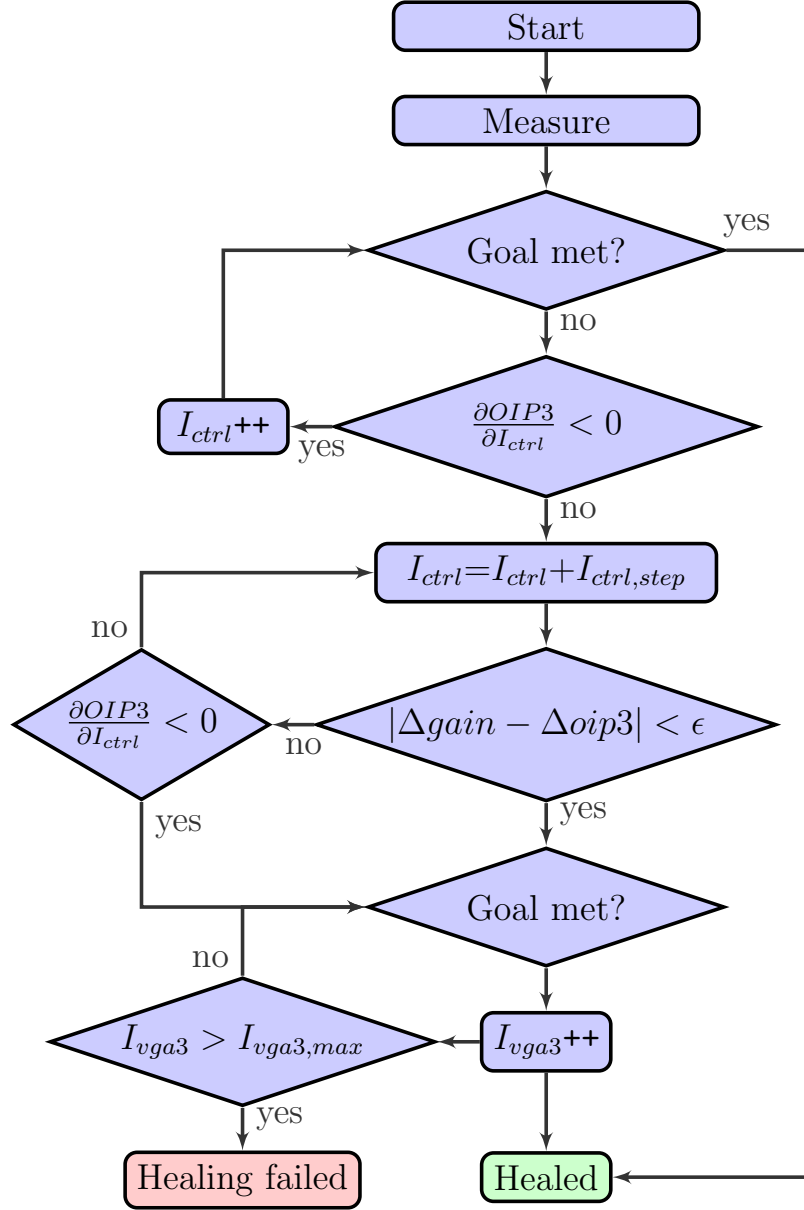 Start
Measure
Goal met?
yes
no
∂OIP3/∂I_ctrl < 0
yes
I_ctrl++
no
I_ctrl=I_ctrl+I_ctrl,step
no
∂OIP3/∂I_ctrl < 0
no
|Δgain − Δoip3| < ϵ
yes
yes
Goal met?
no
I_vga3 > I_vga3,max
I_vga3++
yes
Healing failed
Healed